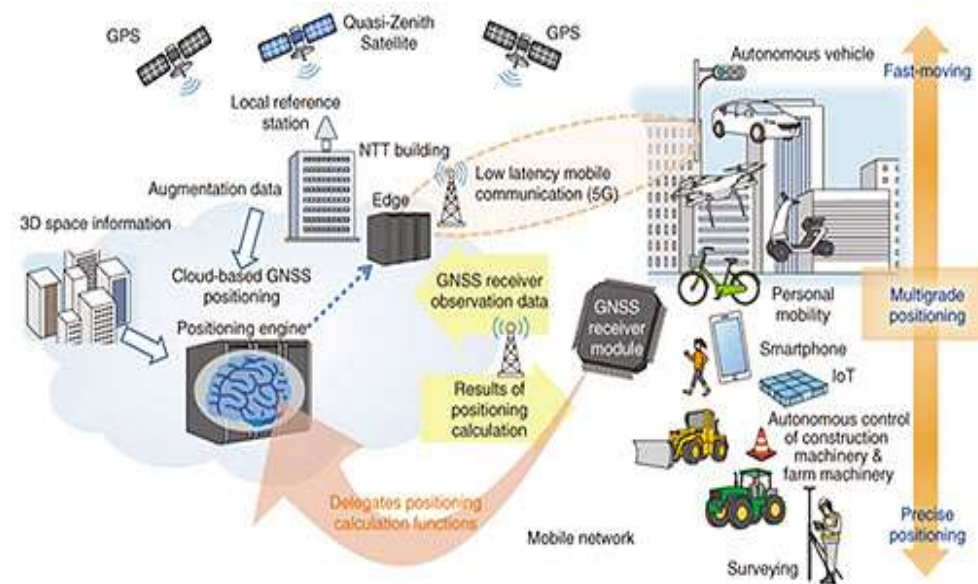 GPS
Quasi-Zenith
Satellite
GPS
Autonomous vehicle
Fast-moving
Local reference
station
NTT building
Augmentation data
Edge
Low latency mobile
communication (5G)
3D space information
Cloud-based GNSS
positioning
GNSS receiver
observation data
GNSS
receiver
module
Personal
mobility
Multigrade
positioning
Positioning engine
Smartphone
IoT
Results of
positioning
calculation
Autonomous control
of construction
machinery &
farm machinery
Delegates positioning
calculation functions
Mobile network
Precise
positioning
Surveying